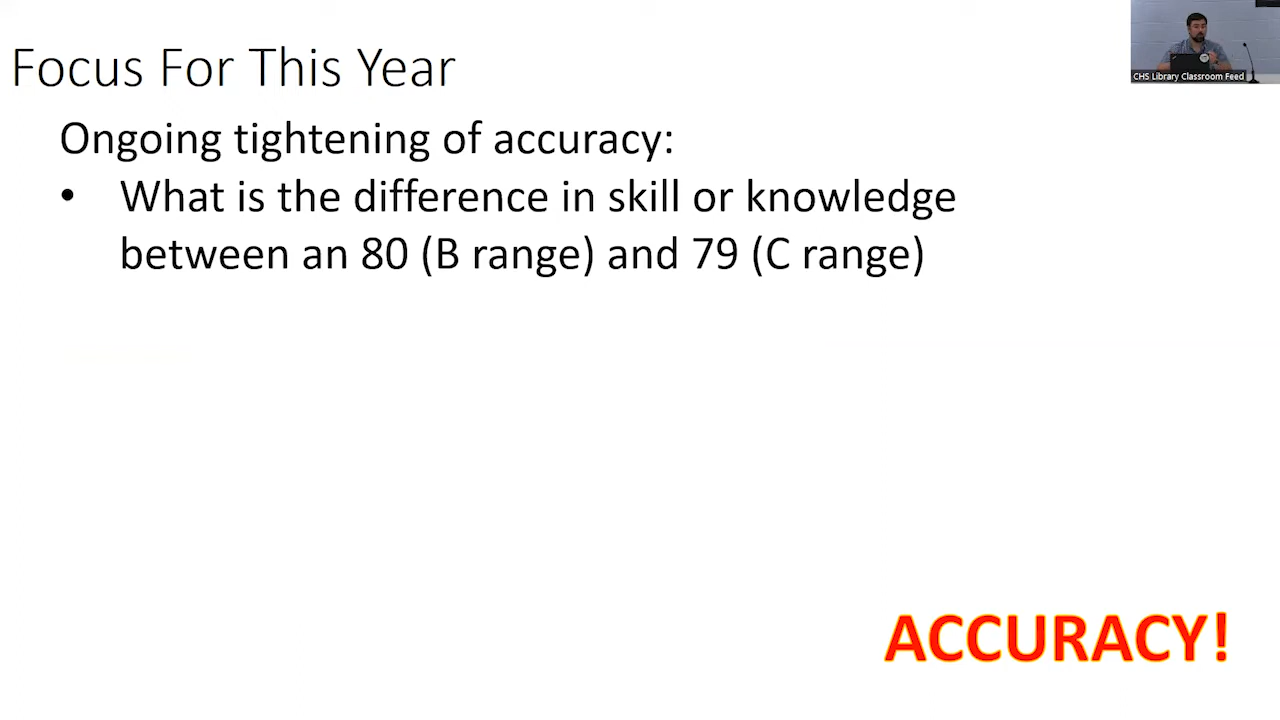 Focus For This Year
CHS Library Classroom Feed
Ongoing tightening of accuracy:
• What is the difference in skill or knowledge
between an 80 (B range) and 79 (C range)
ACCURACY!